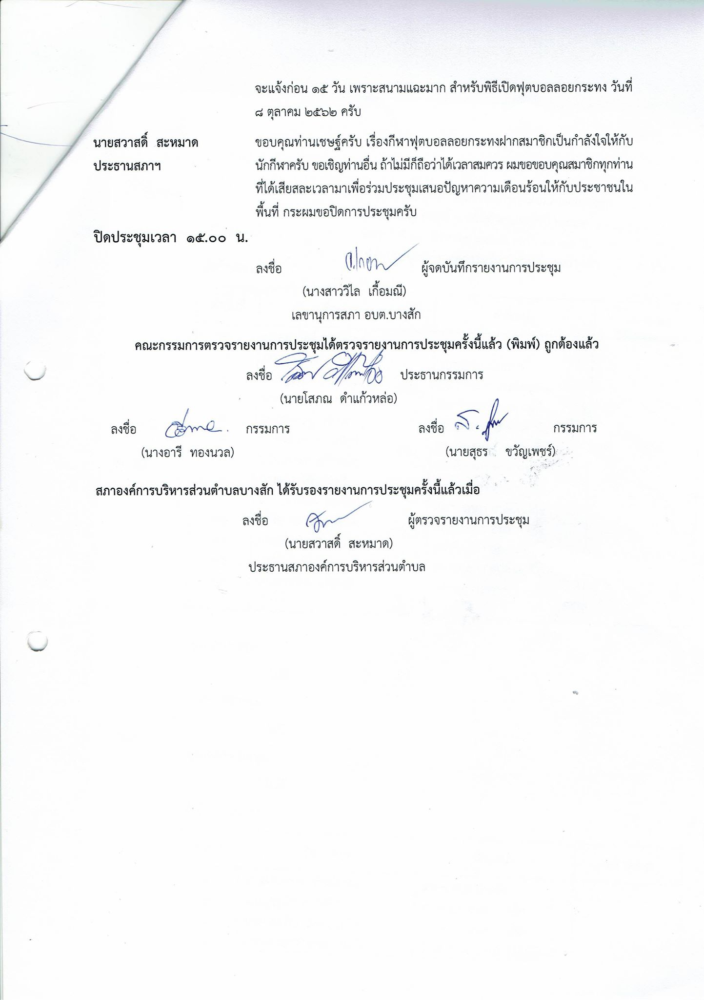 จะแจ้งก่อน ๑๕ วัน เพราะสนามแฉะมาก สำหรับพิธีเปิดฟุตบอลลอยกระทง วันที่
๘ ตุลาคม ๒๕๖๒ ครับ
นายสวาสดิ์ สะหมาด ขอบคุณท่านเชษฐ์ครับ เรื่องกีฬาฟุตบอลลอยกระทงฝากสมาชิกเป็นกำลังใจให้กับ
ประธานสภาฯ นักกีฬาครับ ขอเชิญท่านอื่น ถ้าไม่มีก็ถือว่าได้เวลาสมควร ผมขอขอบคุณสมาชิกทุกท่าน
ที่ได้เสียสละเวลามาเพื่อร่วมประชุมเสนอปัญหาความเดือนร้อนให้กับประชาชนใน
พื้นที่ กระผมขอปิดการประชุมครับ
ปิดประชุมเวลา ๑๕.๐๐ น.
ลงชื่อ ผู้จดบันทึกรายงานการประชุม
(นางสาววิไล เกื้อมณี)
เลขานุการสภา อบต.บางสัก
คณะกรรมการตรวจรายงานการประชุมได้ตรวจรายงานการประชุมครั้งนี้แล้ว (พิมพ์) ถูกต้องแล้ว
ลงชื่อ ประธานกรรมการ
(นายโสภณ ดำแก้วหล่อ)
ลงชื่อ กรรมการ ลงชื่อ กรรมการ
(นางอารี ทองนวล) (นายสุธร ขวัญเพชร์)
สภาองค์การบริหารส่วนตำบลบางสัก ได้รับรองรายงานการประชุมครั้งนี้แล้วเมื่อ
ลงชื่อ ผู้ตรวจรายงานการประชุม
(นายสวาสดิ์ สะหมาด)
ประธานสภาองค์การบริหารส่วนตำบล